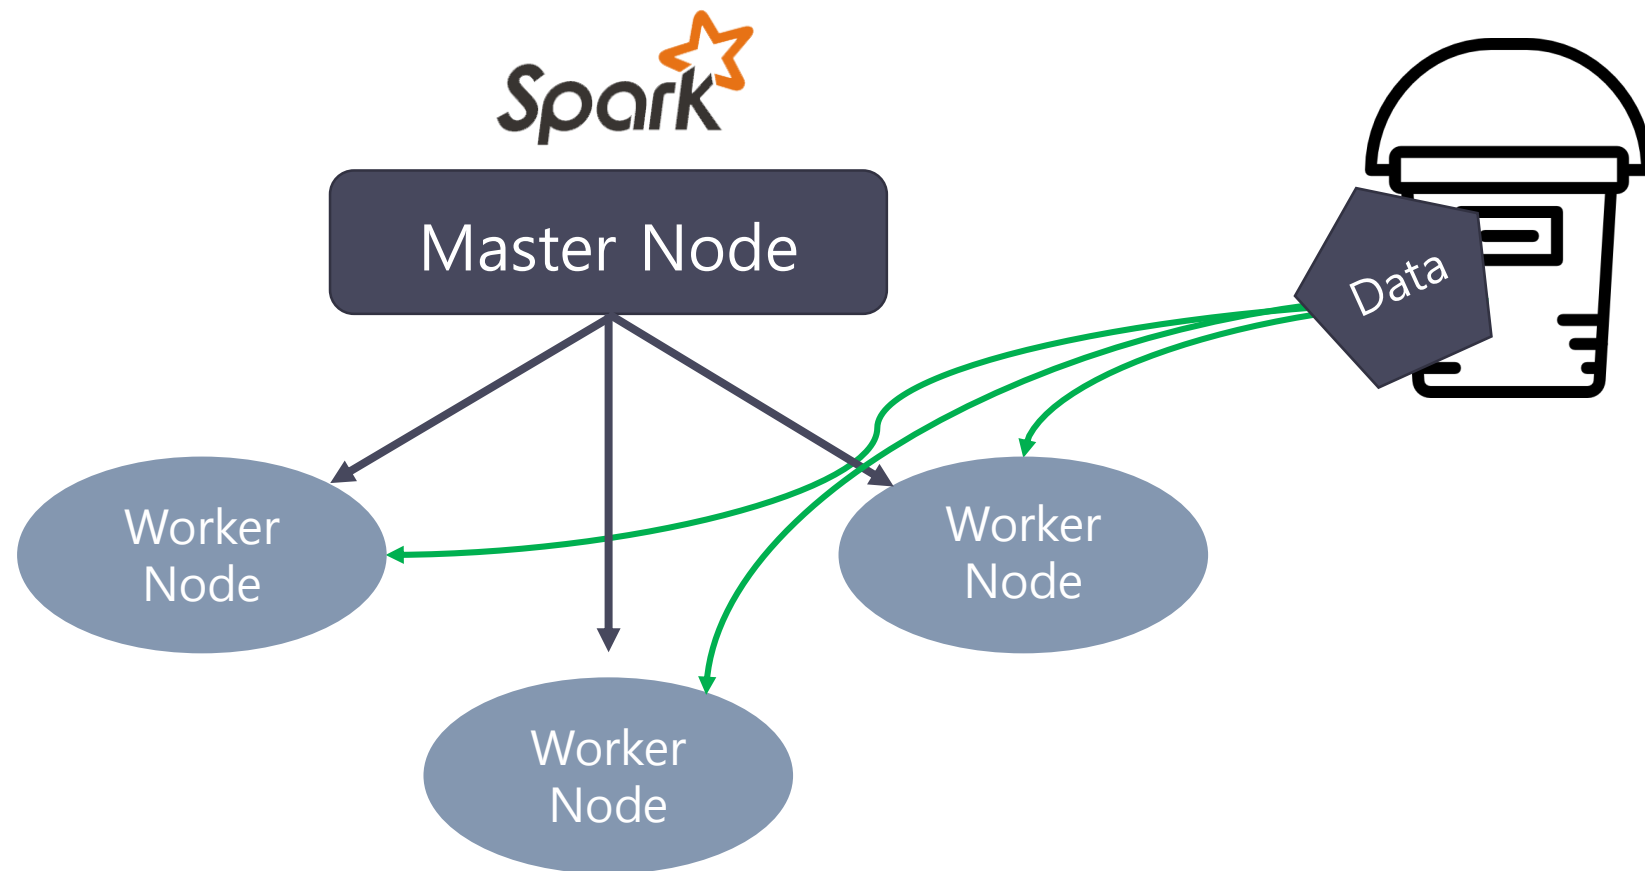 Spark
Master Node
Data
Worker
Node
Worker
Node
Worker
Node